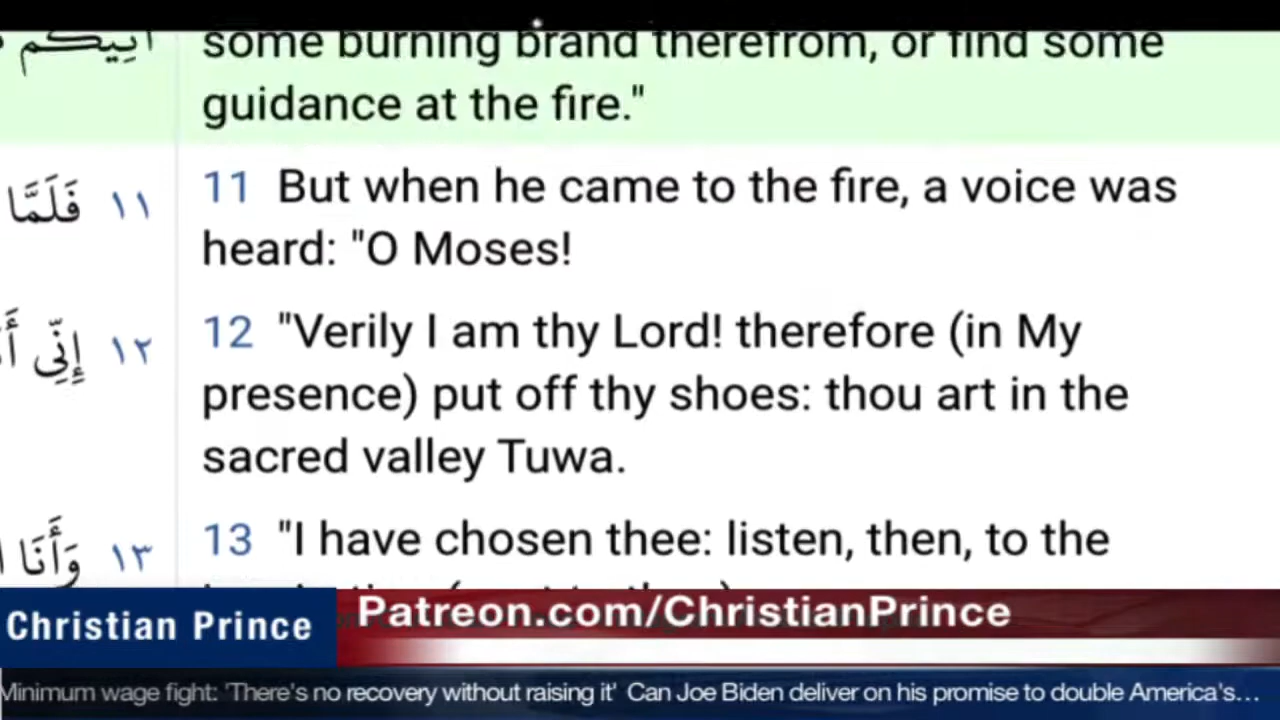 some burning brand therefrom, or find some
guidance at the fire."
فَلَمَّا ١١
11 But when he came to the fire, a voice was
heard: "O Moses!
إِنِّي ١٢
12 "Verily I am thy Lord! therefore (in My
presence) put off thy shoes: thou art in the
sacred valley Tuwa.
وَأَنَا ١٣
13 "I have chosen thee: listen, then, to the
Christian Prince
Patreon.com/ChristianPrince
Minimum wage fight: 'There's no recovery without raising it' Can Joe Biden deliver on his promise to double America's...